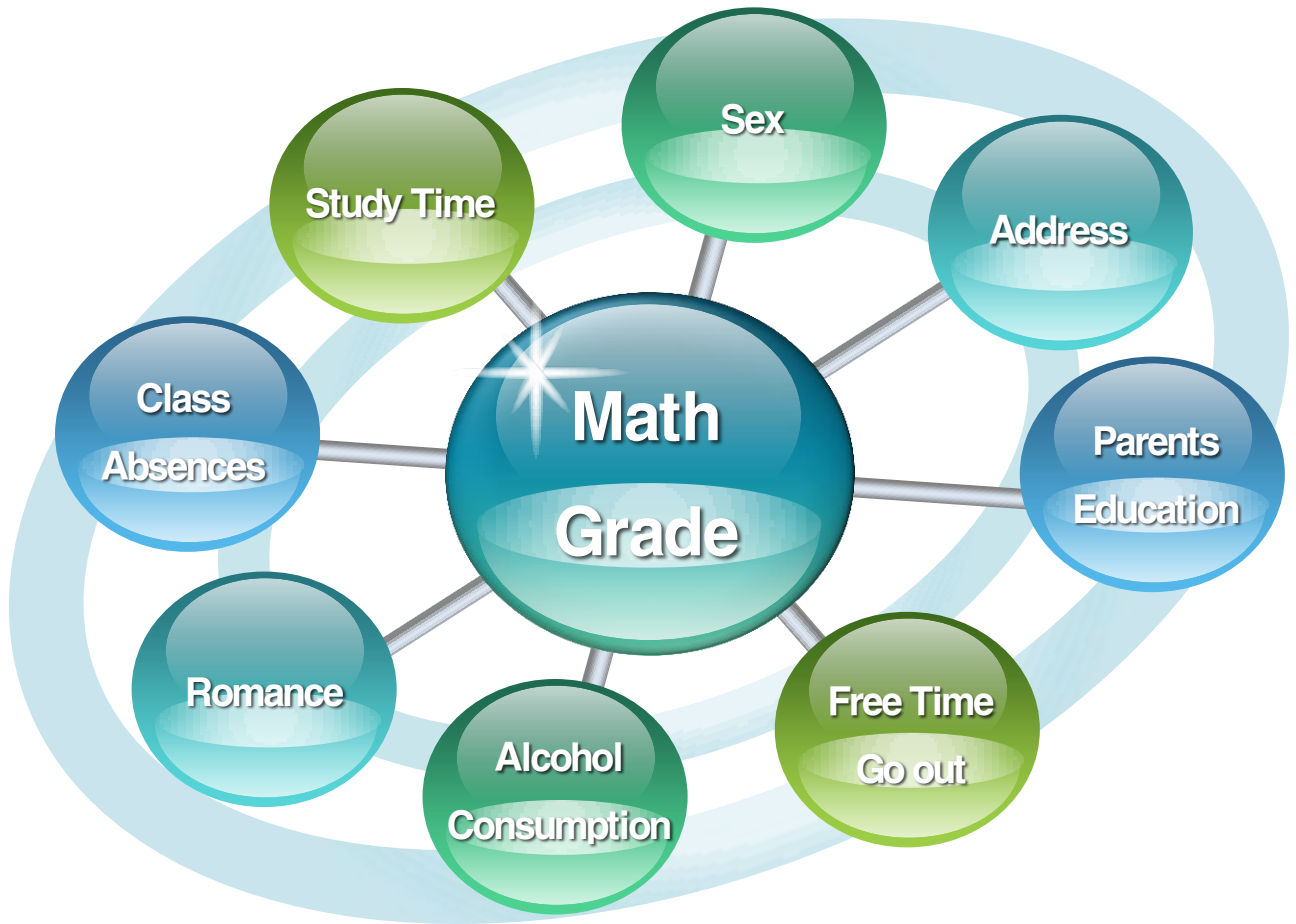 Sex
Study Time
Address
Class
Absences
Math
Grade
Parents
Education
Romance
Free Time
Go out
Alcohol
Consumption